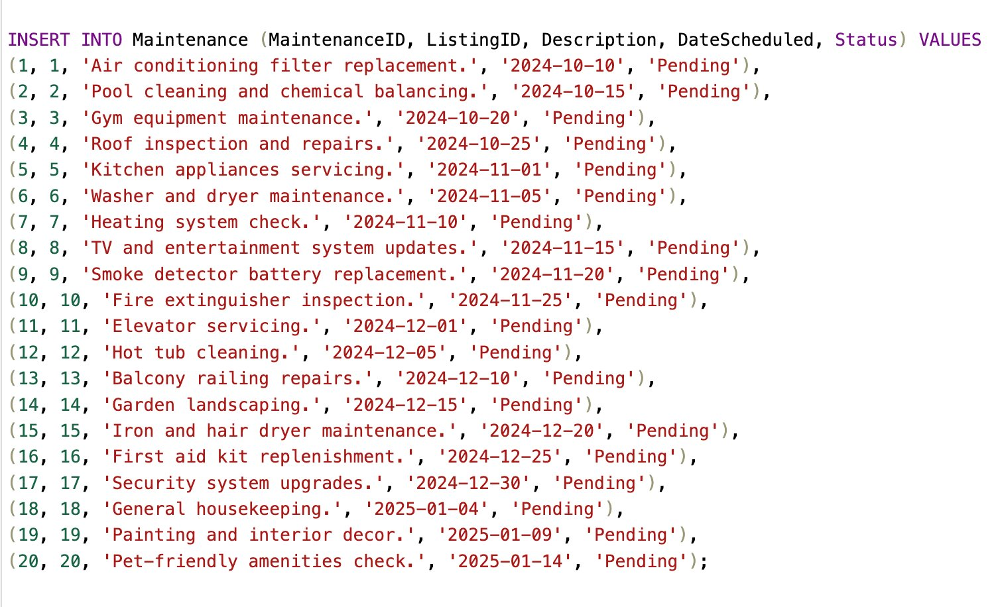 INSERT INTO Maintenance (MaintenanceID, ListingID, Description, DateScheduled, Status) VALUES
(1, 1, 'Air conditioning filter replacement.', '2024-10-10', 'Pending'),
(2, 2, 'Pool cleaning and chemical balancing.', '2024-10-15', 'Pending'),
(3, 3, 'Gym equipment maintenance.', '2024-10-20', 'Pending'),
(4, 4, 'Roof inspection and repairs.', '2024-10-25', 'Pending'),
(5, 5, 'Kitchen appliances servicing.', '2024-11-01', 'Pending'),
(6, 6, 'Washer and dryer maintenance.', '2024-11-05', 'Pending'),
(7, 7, 'Heating system check.', '2024-11-10', 'Pending'),
(8, 8, 'TV and entertainment system updates.', '2024-11-15', 'Pending'),
(9, 9, 'Smoke detector battery replacement.', '2024-11-20', 'Pending'),
(10, 10, 'Fire extinguisher inspection.', '2024-11-25', 'Pending'),
(11, 11, 'Elevator servicing.', '2024-12-01', 'Pending'),
(12, 12, 'Hot tub cleaning.', '2024-12-05', 'Pending'),
(13, 13, 'Balcony railing repairs.', '2024-12-10', 'Pending'),
(14, 14, 'Garden landscaping.', '2024-12-15', 'Pending'),
(15, 15, 'Iron and hair dryer maintenance.', '2024-12-20', 'Pending'),
(16, 16, 'First aid kit replenishment.', '2024-12-25', 'Pending'),
(17, 17, 'Security system upgrades.', '2024-12-30', 'Pending'),
(18, 18, 'General housekeeping.', '2025-01-04', 'Pending'),
(19, 19, 'Painting and interior decor.', '2025-01-09', 'Pending'),
(20, 20, 'Pet-friendly amenities check.', '2025-01-14', 'Pending');